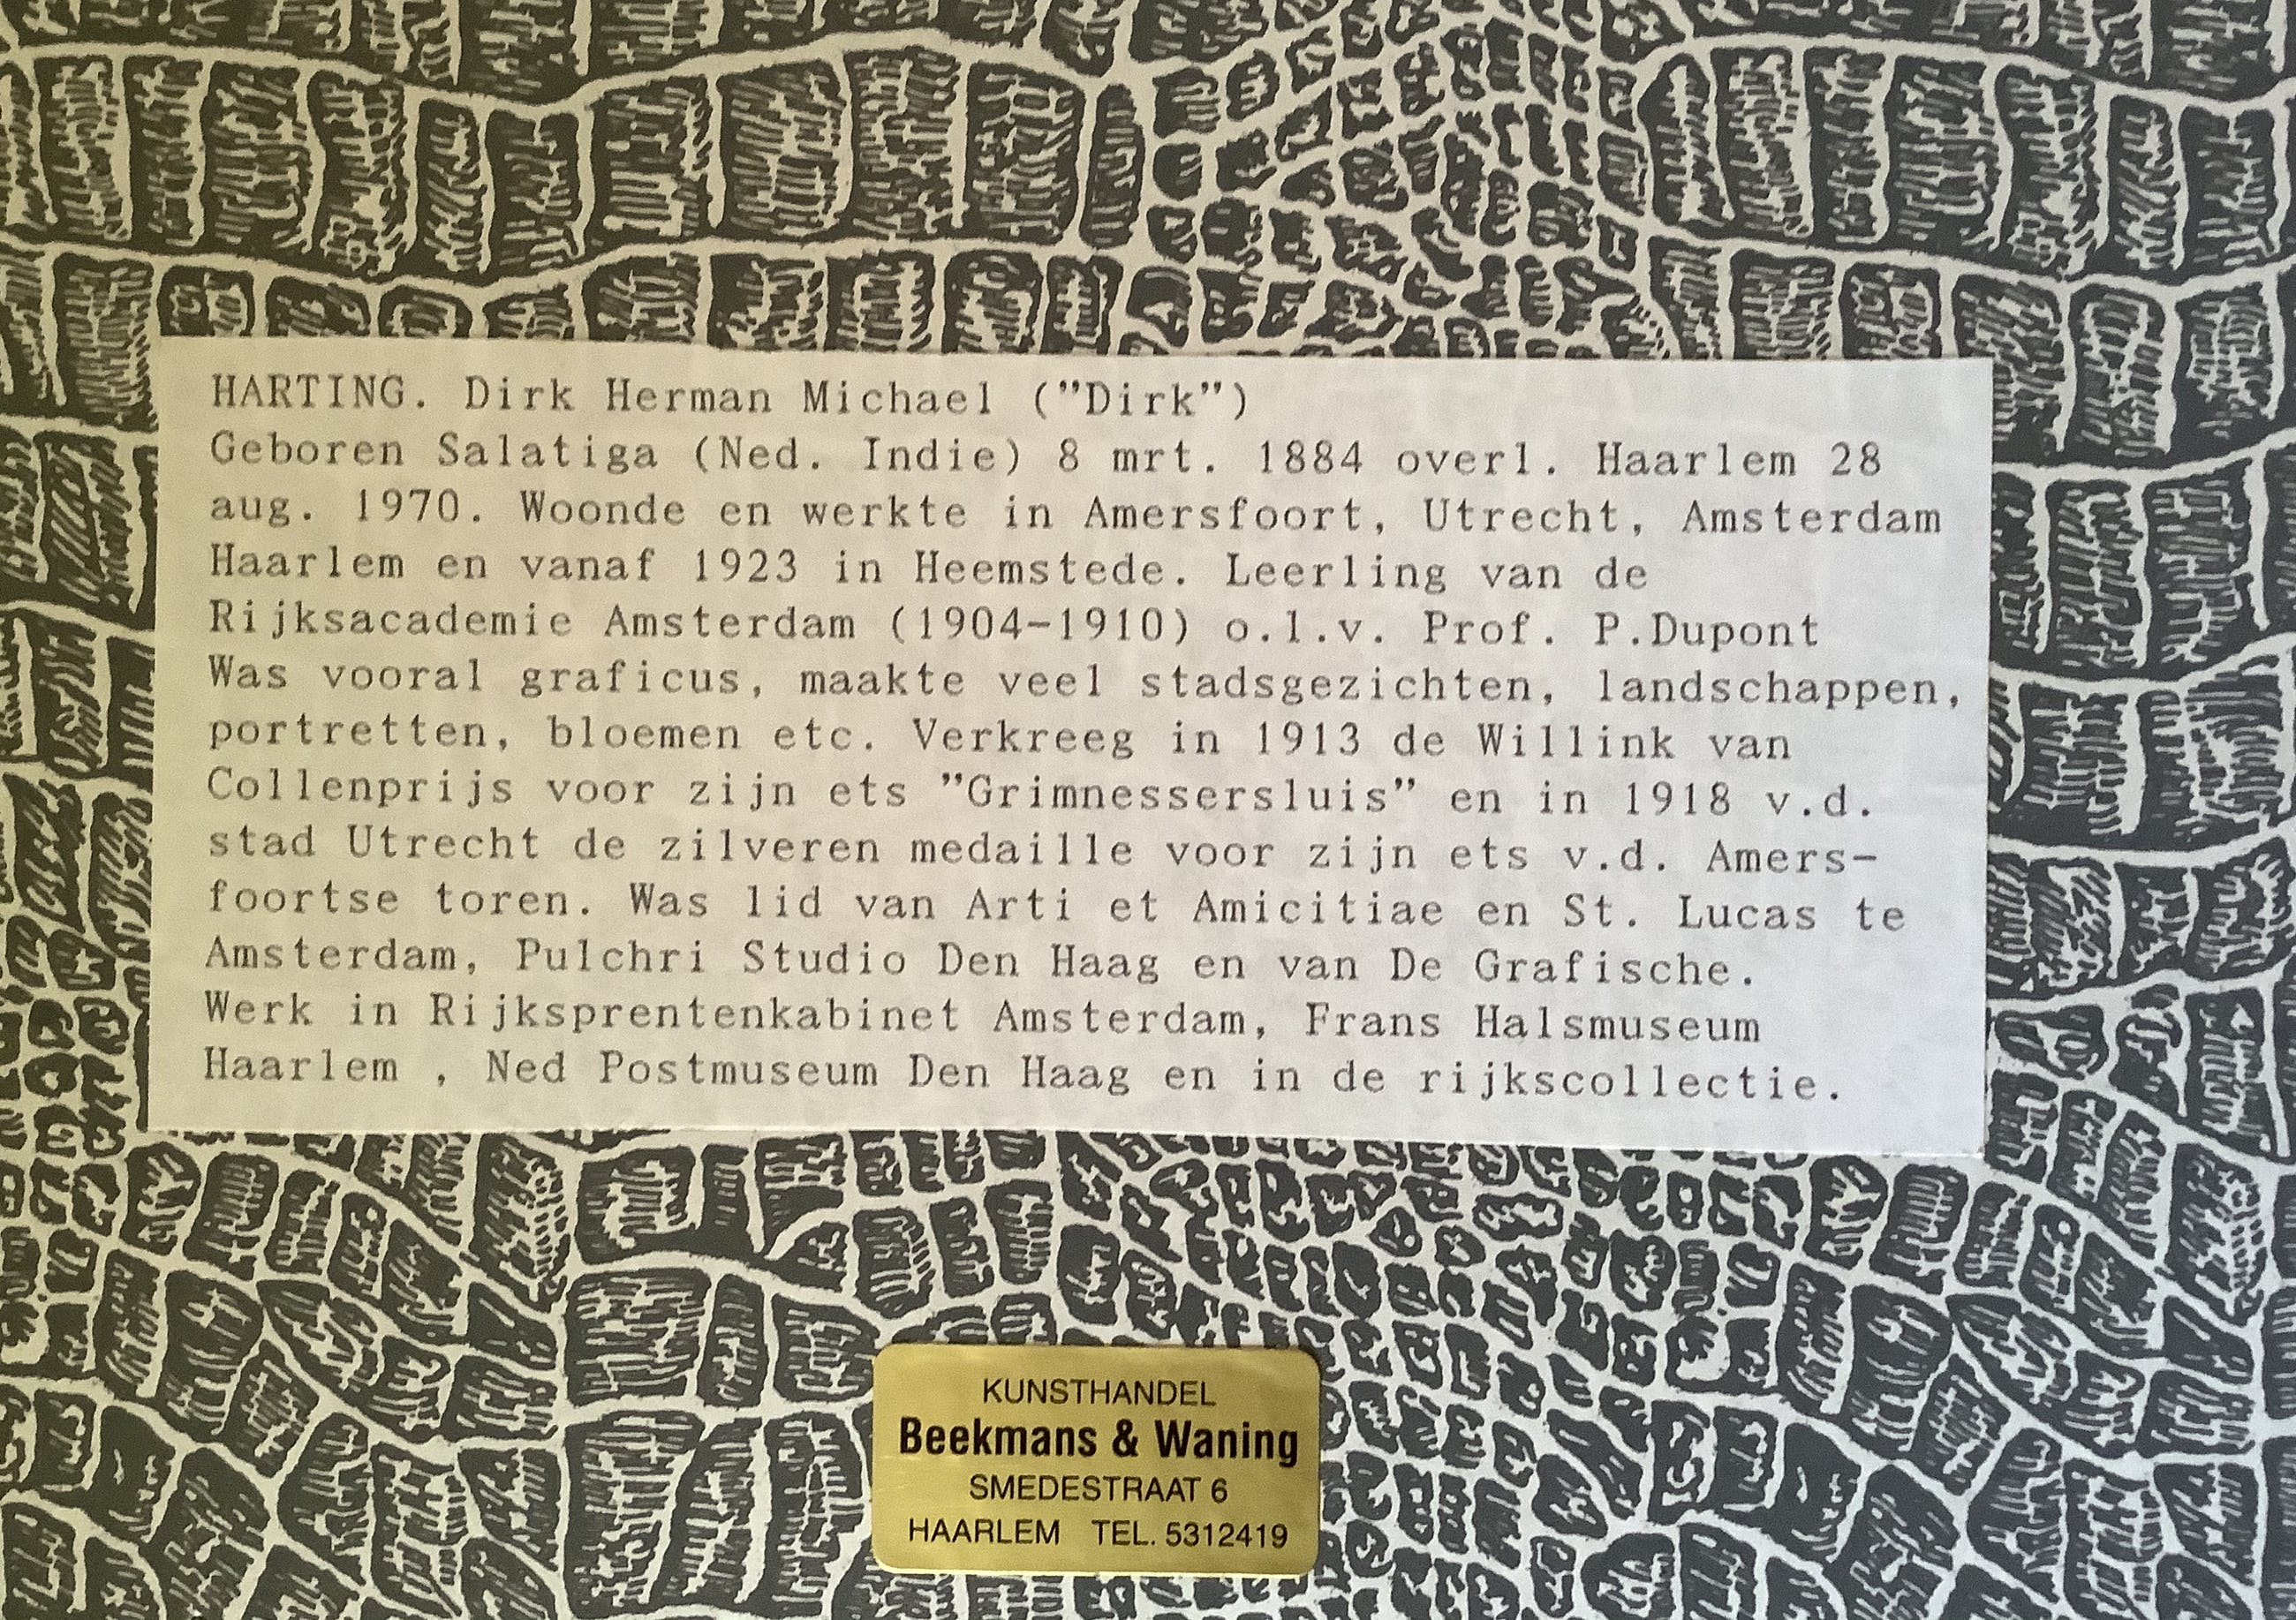 HARTING. Dirk Herman Michael ("Dirk")
Geboren Salatiga (Ned. Indie) 8 mrt. 1884 overl. Haarlem 28
aug. 1970. Woonde en werkte in Amersfoort, Utrecht, Amsterdam
Haarlem en vanaf 1923 in Heemstede. Leerling van de
Rijksacademie Amsterdam (1904-1910) o.l.v. Prof. P.Dupont
Was vooral graficus, maakte veel stadsgezichten, landschappen,
portretten, bloemen etc. Verkreeg in 1913 de Willink van
Collenprijs voor zijn ets "Grimnessersluis" en in 1918 v.d.
stad Utrecht de zilveren medaille voor zijn ets v.d. Amers-
foortse toren. Was lid van Arti et Amicitiae en St. Lucas te
Amsterdam, Pulchri Studio Den Haag en van De Grafische.
Werk in Rijksprentenkabinet Amsterdam, Frans Halsmuseum
Haarlem , Ned Postmuseum Den Haag en in de rijkscollectie.
KUNSTHANDEL
Beekmans & Waning
SMEDESTRAAT 6
HAARLEM TEL. 5312419